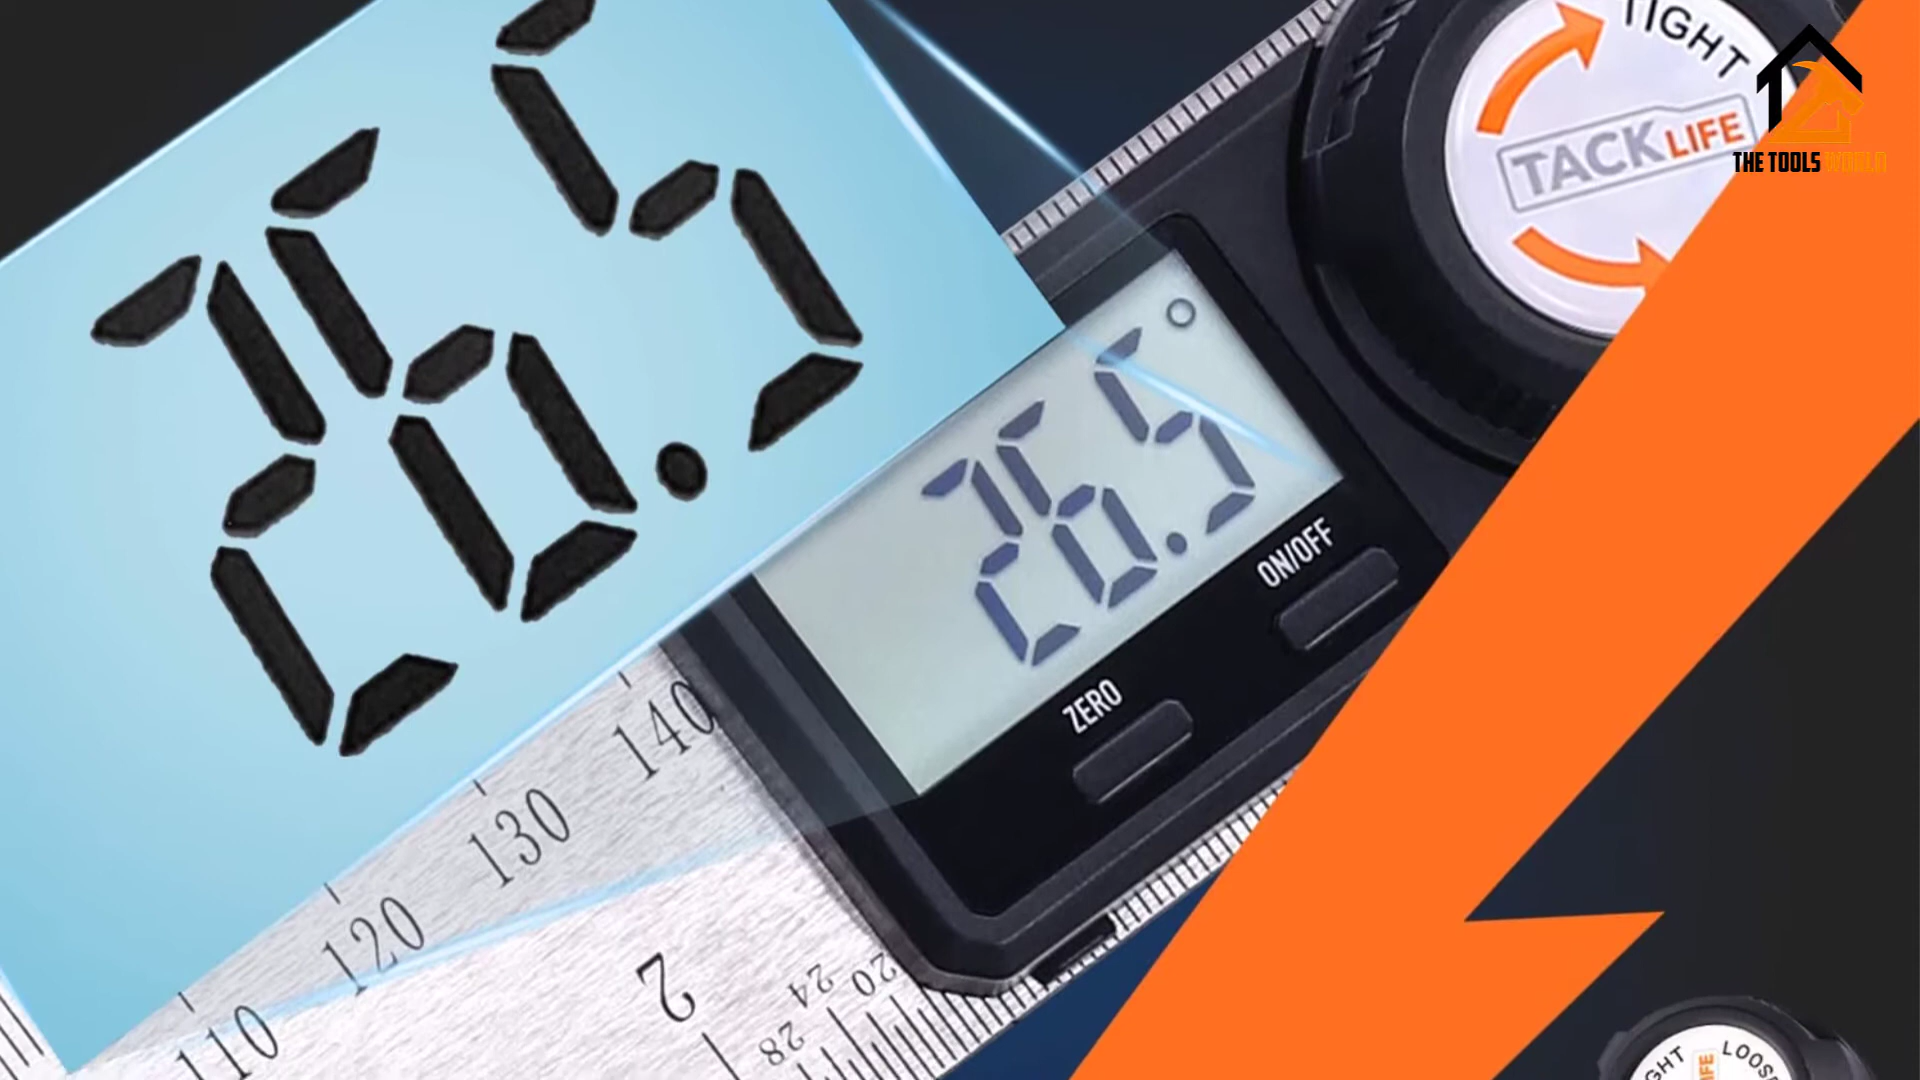 26.5
TIGHT
TACKLIFE
THE TOOLS WORLD
26.5°
ON/OFF
ZERO
140
130
120
110
2
24 20
28
LOOSE